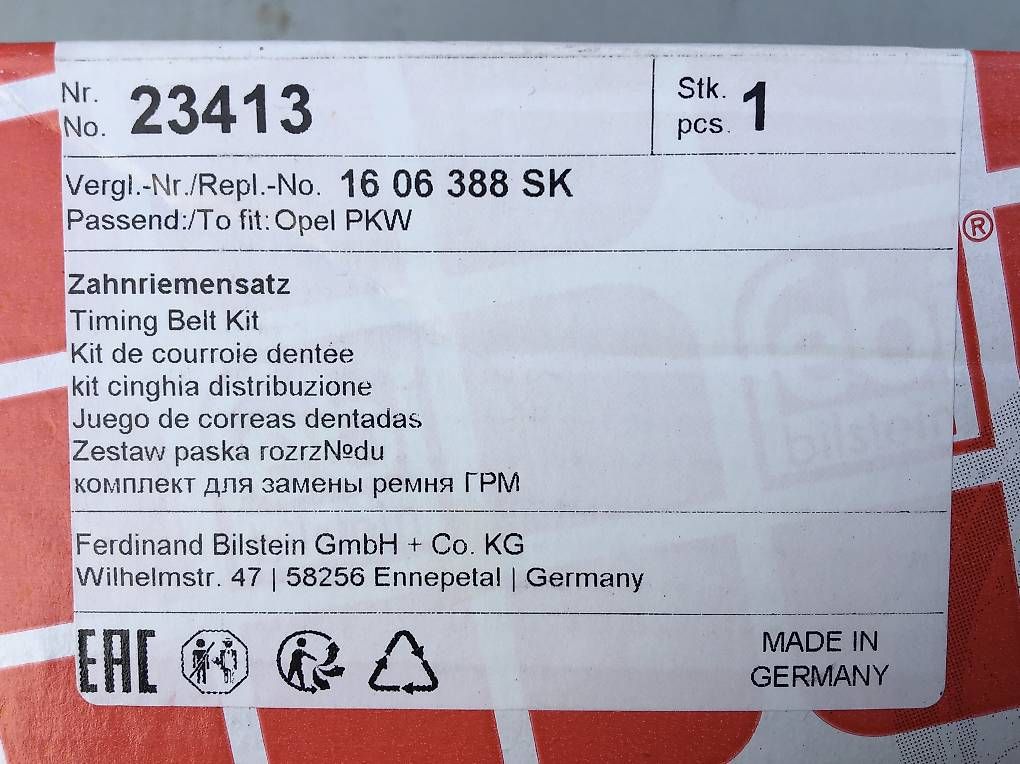 Nr. No. 23413 Stk. pcs. 1
Vergl.-Nr./Repl.-No. 16 06 388 SK
Passend:/To fit: Opel PKW
®
Zahnriemensatz
Timing Belt Kit
Kit de courroie dentée
kit cinghia distribuzione
Juego de correas dentadas
Zestaw paska rozrz№du
комплект для замены ремня ГРМ
Ferdinand Bilstein GmbH + Co. KG
Wilhelmstr. 47 | 58256 Ennepetal | Germany
EAC
MADE IN
GERMANY